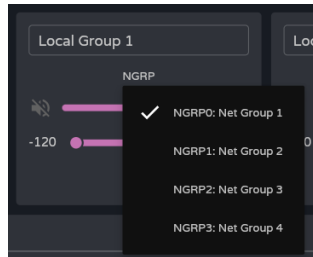 Local Group 1
Loc
NGRP
NGRP0: Net Group 1
-120
NGRP1: Net Group 2
0
NGRP2: Net Group 3
NGRP3: Net Group 4